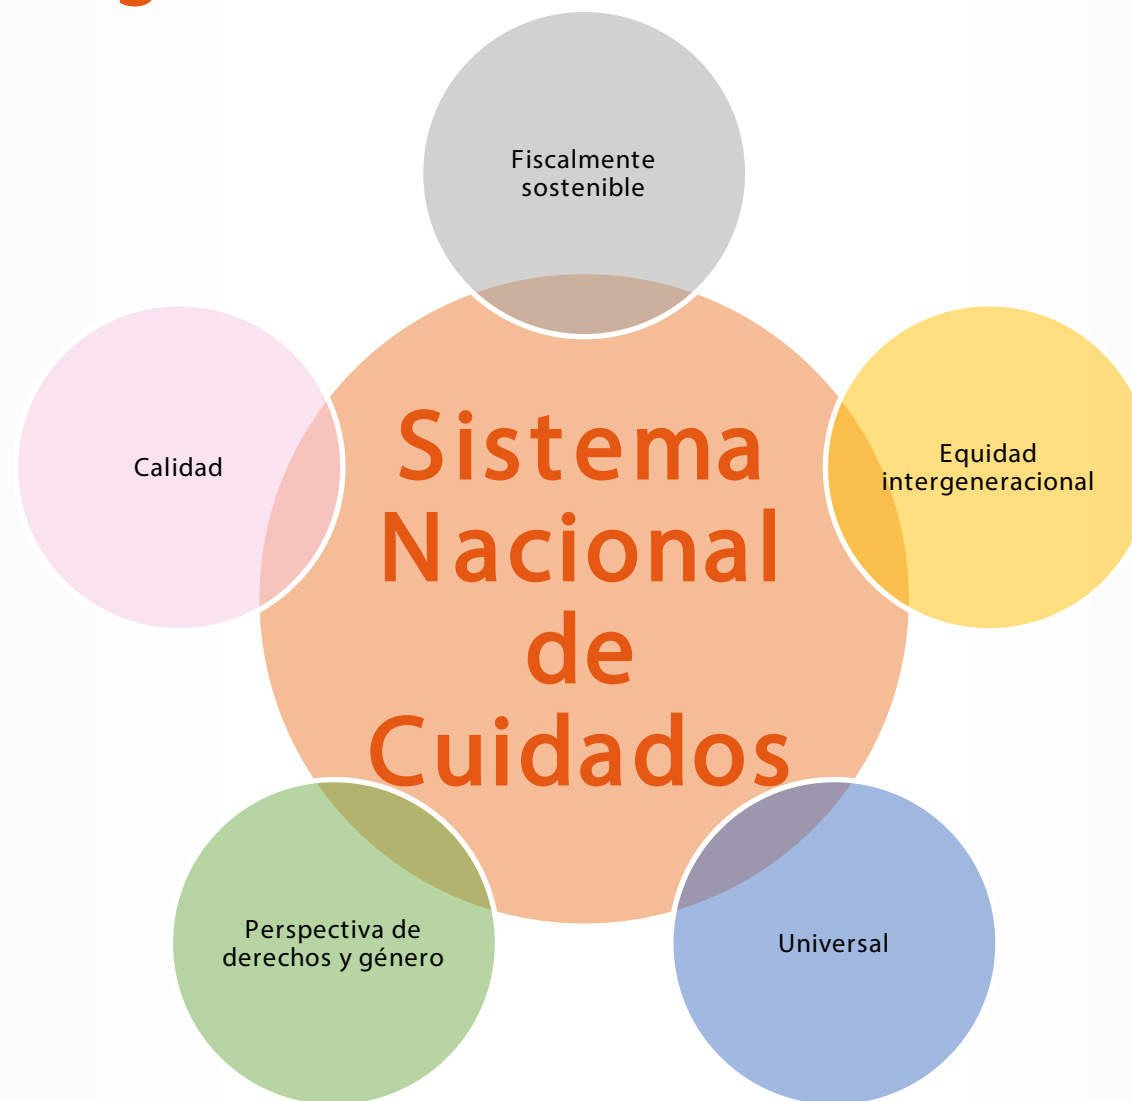 Fiscalmente
sostenible
Equidad
intergeneracional
Calidad
Sistema
Nacional
de
Cuidados
Perspectiva de
derechos y género
Universal